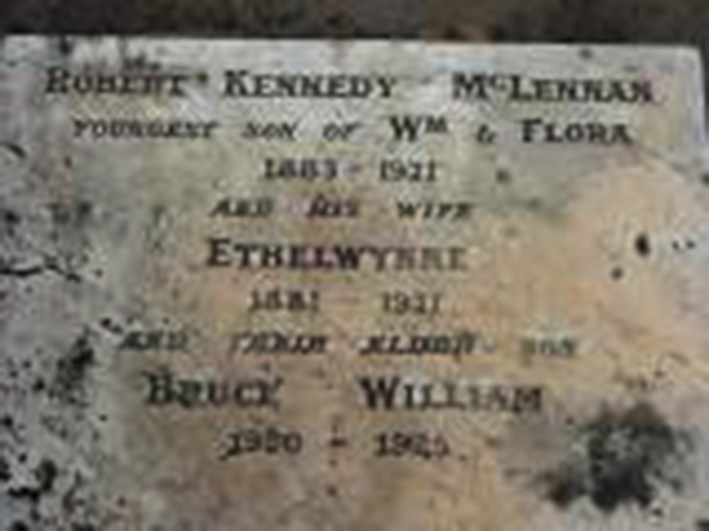 ROBERT KENNEDY McLENNAN
YOUNGEST SON OF WM & FLORA
1883 - 1921
AND HIS WIFE
ETHELWYNNE
AND THEIR ELDER SON
BRUCE WILLIAM